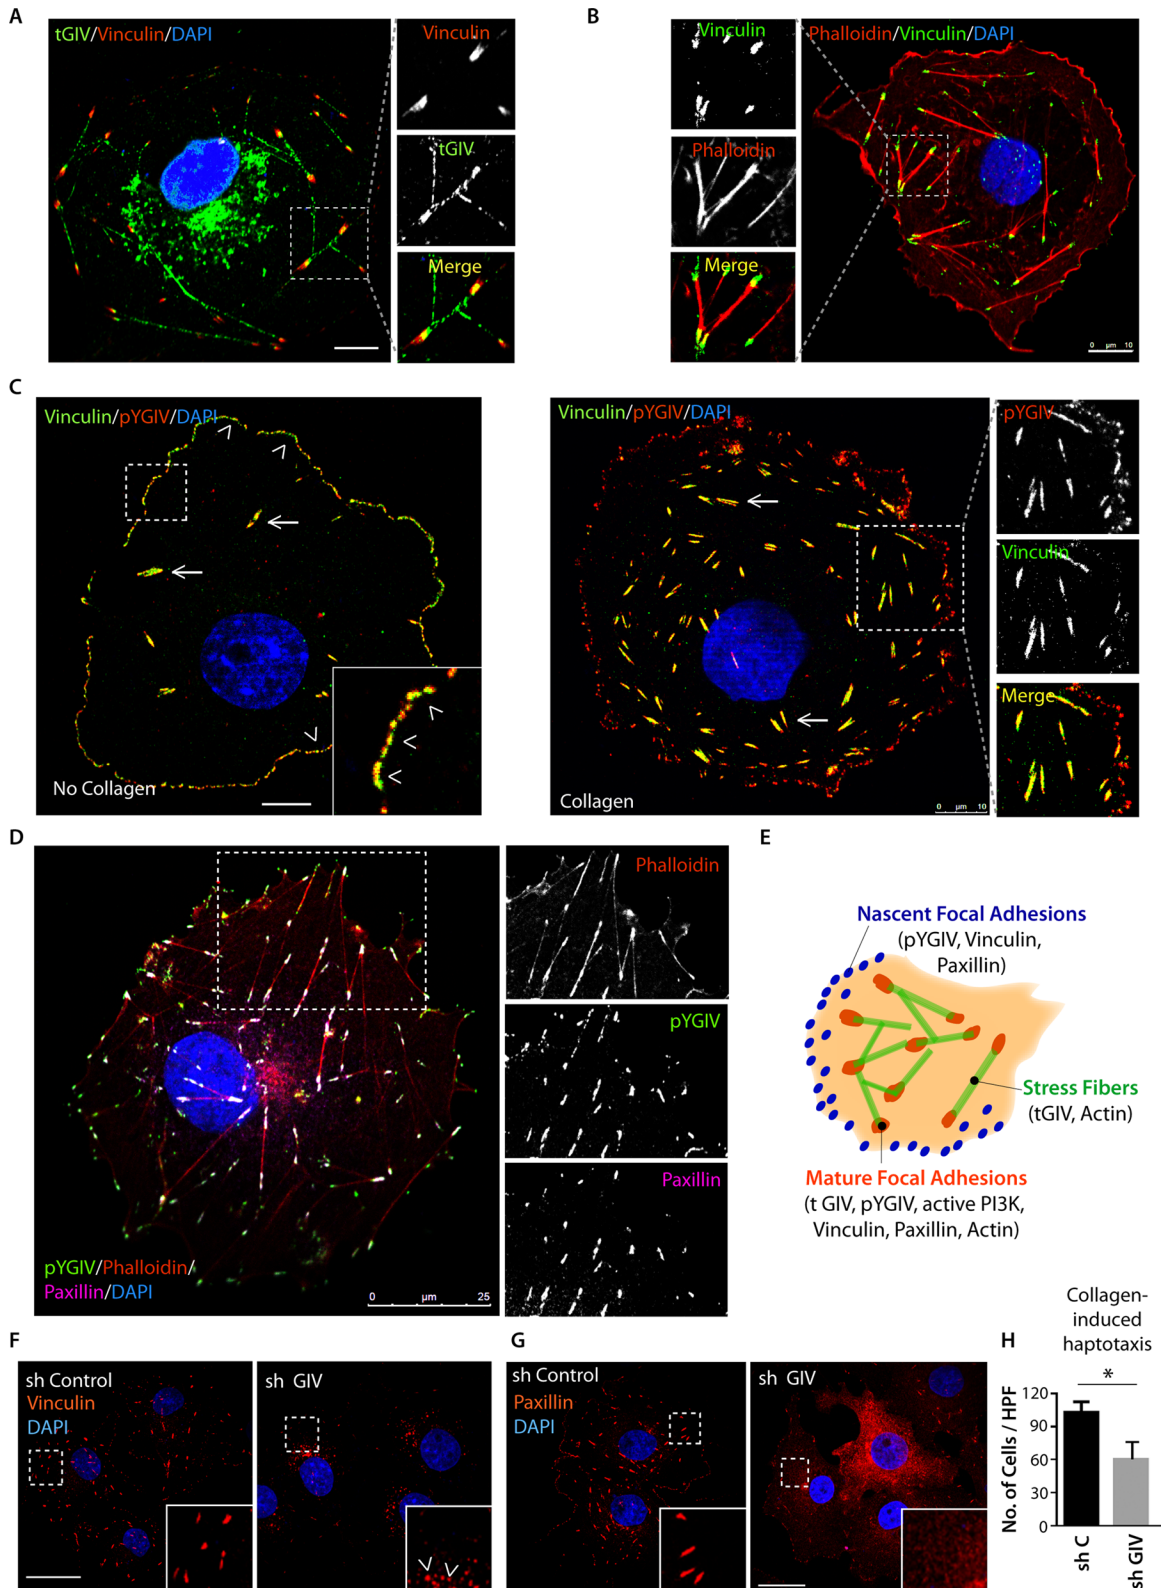 A
tGIV/Vinculin/DAPI
Vinculin
tGIV
Merge
B
Vinculin
Phalloidin
Merge
Phalloidin/Vinculin/DAPI
0 µm 10
C
Vinculin/pYGIV/DAPI
No Collagen
Vinculin/pYGIV/DAPI
Collagen
0 µm 10
pYGIV
Vinculin
Merge
D
pYGIV/Phalloidin/
Paxillin/DAPI
0 µm 25
Phalloidin
pYGIV
Paxillin
E
Nascent Focal Adhesions
(pYGIV, Vinculin,
Paxillin)
Stress Fibers
(tGIV, Actin)
Mature Focal Adhesions
(t GIV, pYGIV, active PI3K,
Vinculin, Paxillin, Actin)
F
sh Control
Vinculin
DAPI
sh GIV
G
sh Control
Paxillin
DAPI
sh GIV
H
Collagen-
induced
haptotaxis
*
No. of Cells / HPF
120
90
60
30
0
sh C
sh GIV